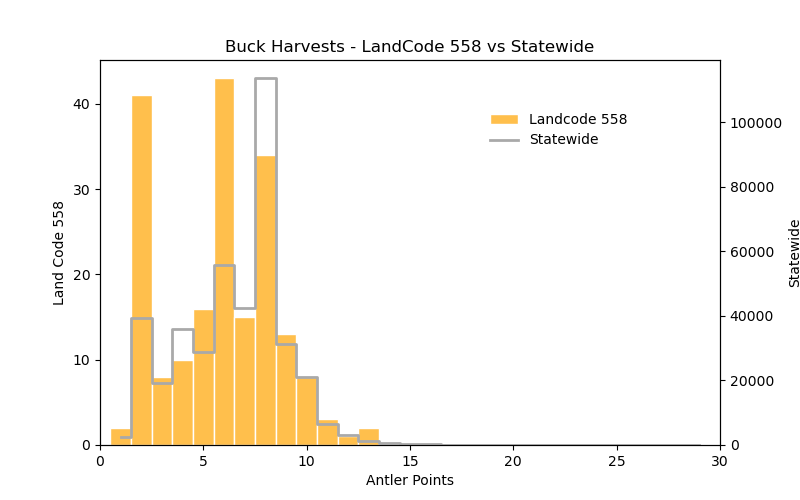 Buck Harvests - LandCode 558 vs Statewide
Landcode 558
Statewide
Land Code 558
40
30
20
10
0
100000
80000
60000
40000
20000
0
Statewide
0 5 10 15 20 25 30
Antler Points